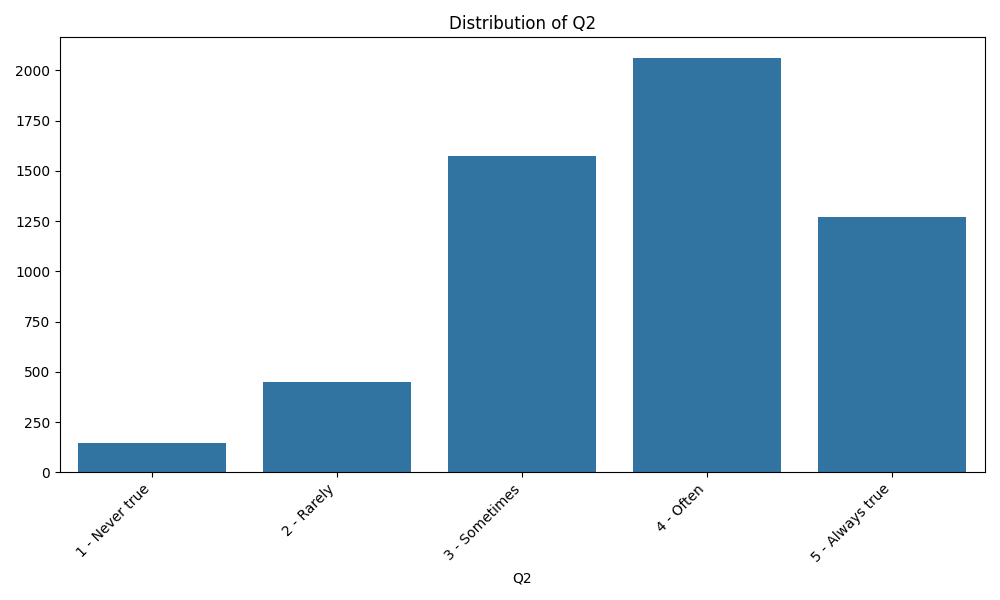 Distribution of Q2
2000
1750
1500
1250
1000
750
500
250
0
1 - Never true
2 - Rarely
3 - Sometimes
4 - Often
5 - Always true
Q2